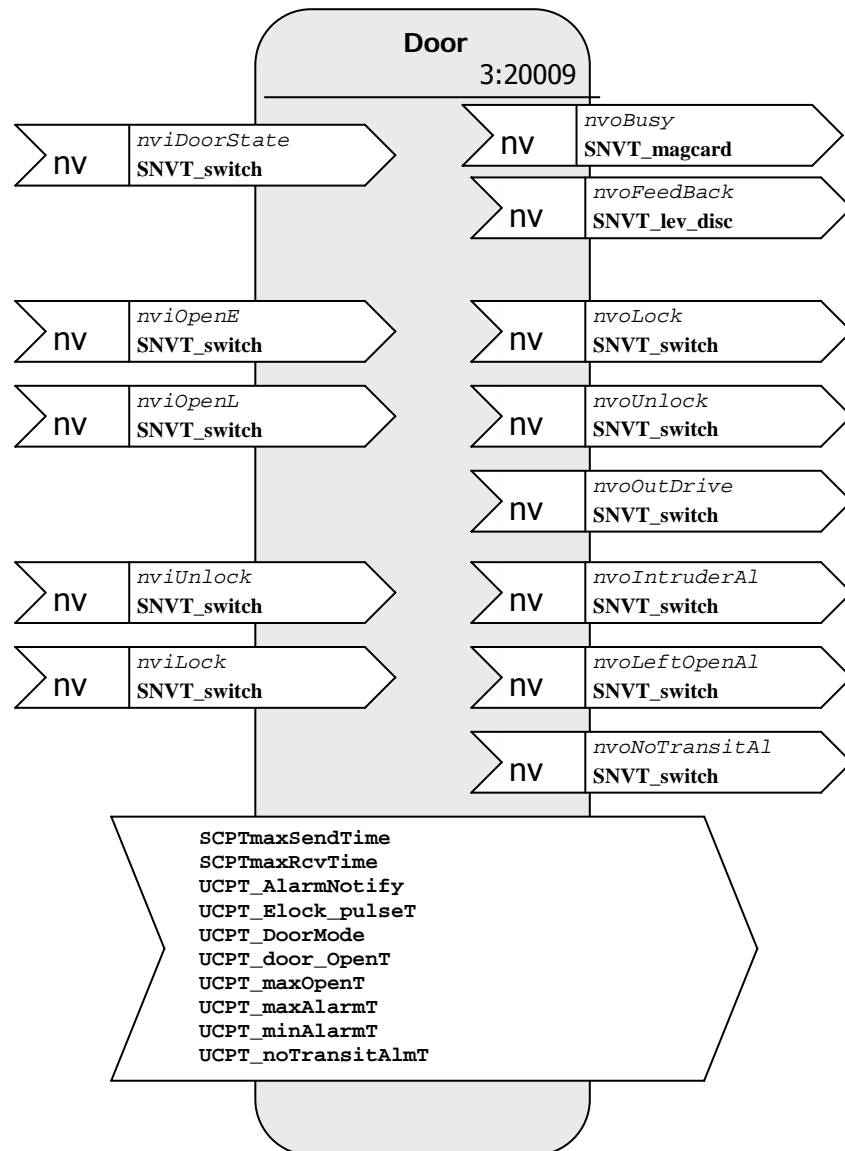 Door
3:20009
nv
nviDoorState
SNVT_switch
nv
nvoBusy
SNVT_magcard
nv
nvoFeedBack
SNVT_lev_disc
nv
nviOpenE
SNVT_switch
nv
nvoLock
SNVT_switch
nv
nviOpenL
SNVT_switch
nv
nvoUnlock
SNVT_switch
nv
nvoOutDrive
SNVT_switch
nv
nviUnlock
SNVT_switch
nv
nvoIntruderAl
SNVT_switch
nv
nviLock
SNVT_switch
nv
nvoLeftOpenAl
SNVT_switch
nv
nvoNoTransitAl
SNVT_switch
SCPTmaxSendTime
SCPTmaxRcvTime
UCPT_AlarmNotify
UCPT_Elock_pulseT
UCPT_DoorMode
UCPT_door_OpenT
UCPT_maxOpenT
UCPT_maxAlarmT
UCPT_minAlarmT
UCPT_noTransitAlmT